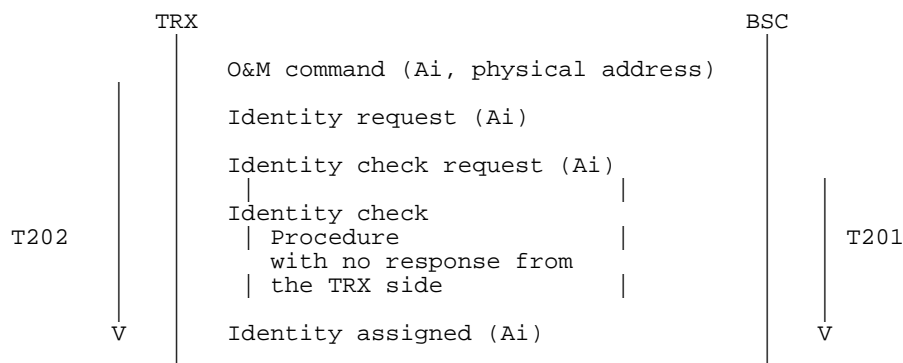 TRX BSC
O&M command (Ai, physical address)
Identity request (Ai)
Identity check request (Ai)
Identity check
T202 Procedure T201
with no response from
the TRX side
V Identity assigned (Ai) V